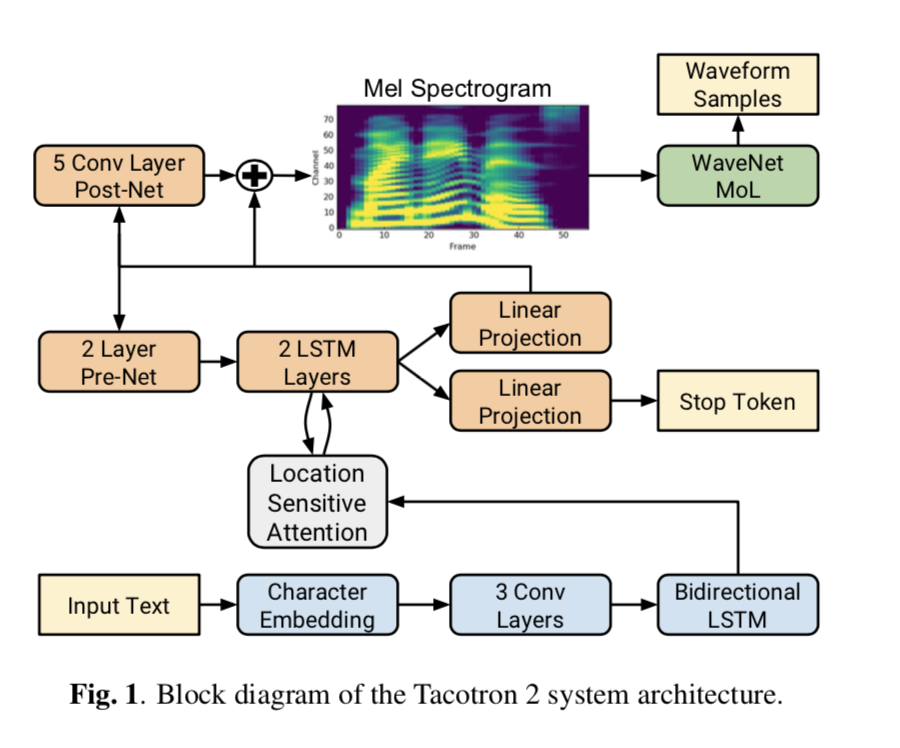 Waveform
Samples
Mel Spectrogram
5 Conv Layer
Post-Net
Channel
70
60
50
40
30
20
10
0
0 10 20 30 40 50
Frame
WaveNet
MoL
2 Layer
Pre-Net
2 LSTM
Layers
Linear
Projection
Linear
Projection
Stop Token
Location
Sensitive
Attention
Input Text
Character
Embedding
3 Conv
Layers
Bidirectional
LSTM
Fig. 1. Block diagram of the Tacotron 2 system architecture.